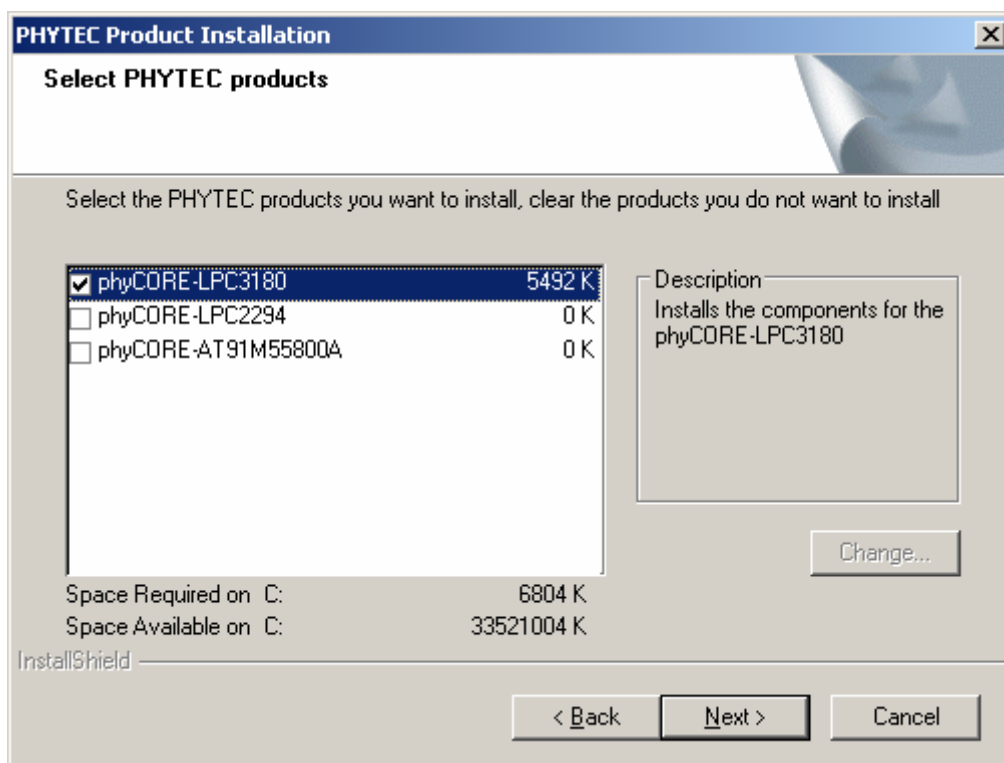 PHYTEC Product Installation
Select PHYTEC products
Select the PHYTEC products you want to install, clear the products you do not want to install
phyCORE-LPC3180 5492 K
phyCORE-LPC2294 0 K
phyCORE-AT91M55800A 0 K
Description
Installs the components for the
phyCORE-LPC3180
Change...
Space Required on C: 6804 K
Space Available on C: 33521004 K
InstallShield
< Back Next > Cancel